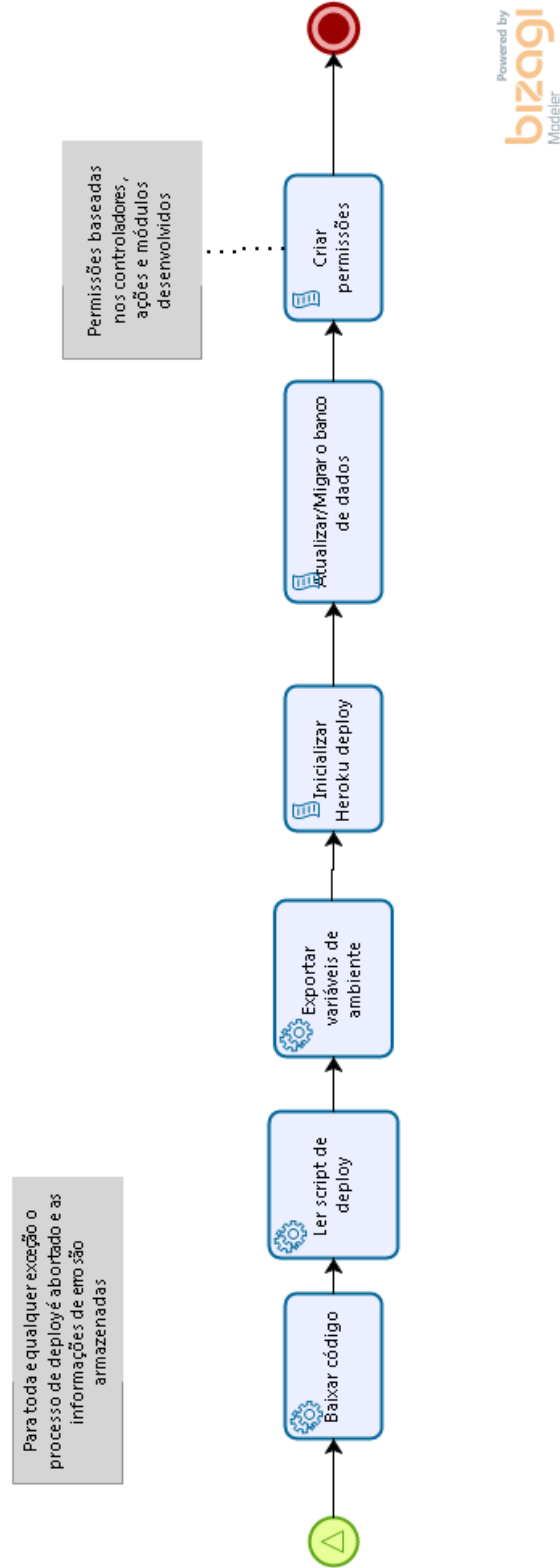 Para toda e qualquer exceção o
processo de deploy é abortado e as
informações de erro são
armazenadas
Permissões baseadas
nos controladores,
ações e módulos
desenvolvidos
Baixar código
Ler script de
deploy
Exportar
variáveis de
ambiente
Inicializar
Heroku deploy
Atualizar/Migrar o banco
de dados
Criar
permissões
Powered by
bizagi
Modeler